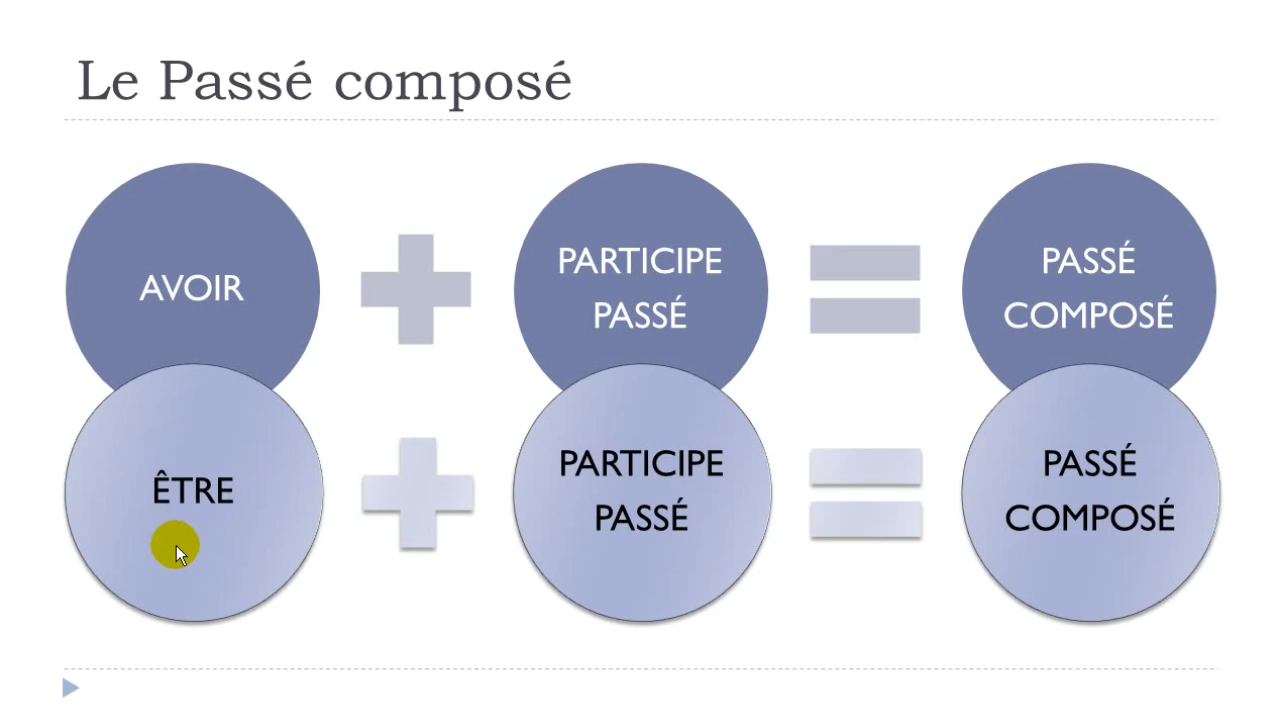 Le Passé composé
AVOIR
PARTICIPE
PASSÉ
PASSÉ
COMPOSÉ
ÊTRE
PARTICIPE
PASSÉ
PASSÉ
COMPOSÉ